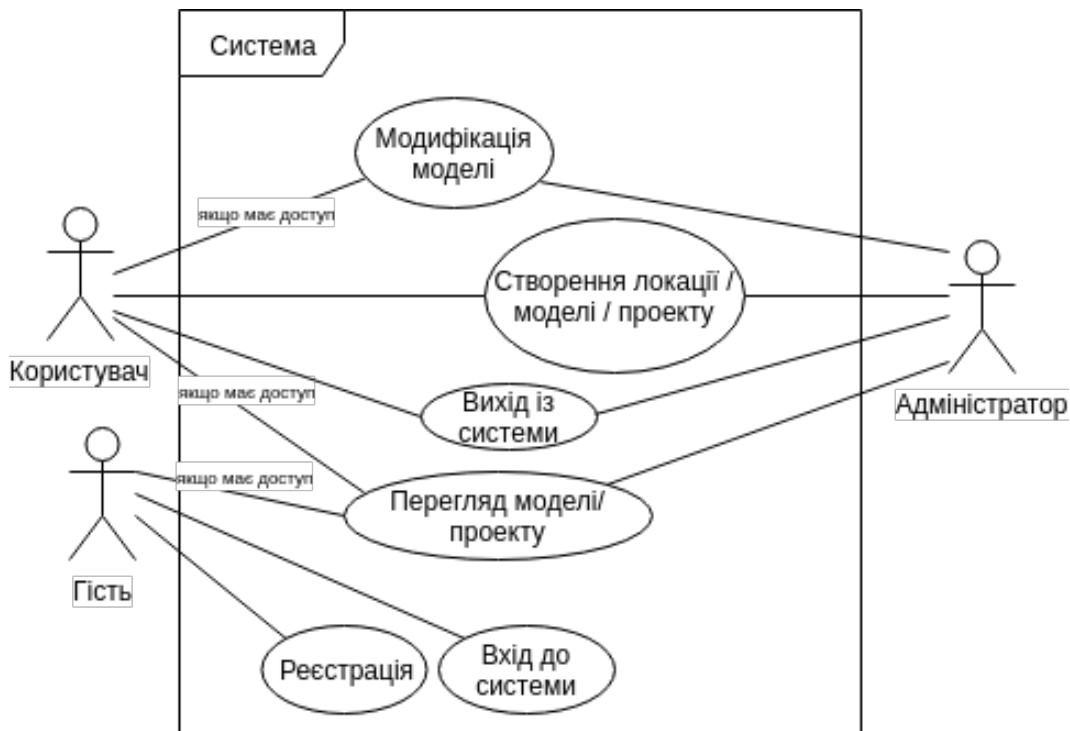 Система
Модифікація
моделі
якщо має доступ
Створення локації /
моделі / проекту
Користувач
якщо має доступ
Вихід із
системи
Адміністратор
якщо має доступ
Перегляд моделі/
проекту
Гість
Реєстрація
Вхід до
системи